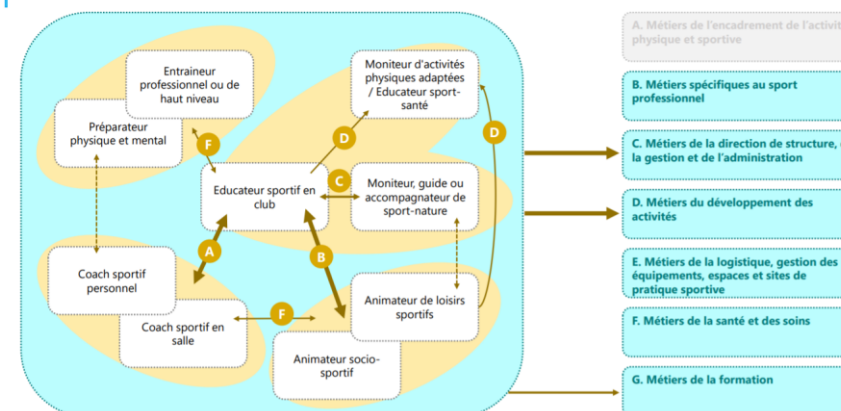 Entraineur
professionnel ou de
haut niveau
Préparateur
physique et mental
Moniteur d'activités
physiques adaptées
/ Educateur sport-
santé
F
D
D
Educateur sportif en
club
C
Moniteur, guide ou
accompagnateur de
sport-nature
A
B
Coach sportif
personnel
Coach sportif en
salle
F
Animateur de loisirs
sportifs
Animateur socio-
sportif
A. Métiers de l'encadrement de l'activit
physique et sportive
B. Métiers spécifiques au sport
professionnel
C. Métiers de la direction de structure,
la gestion et de l'administration
D. Métiers du développement des
activités
E. Métiers de la logistique, gestion des
équipements, espaces et sites de
pratique sportive
F. Métiers de la santé et des soins
G. Métiers de la formation